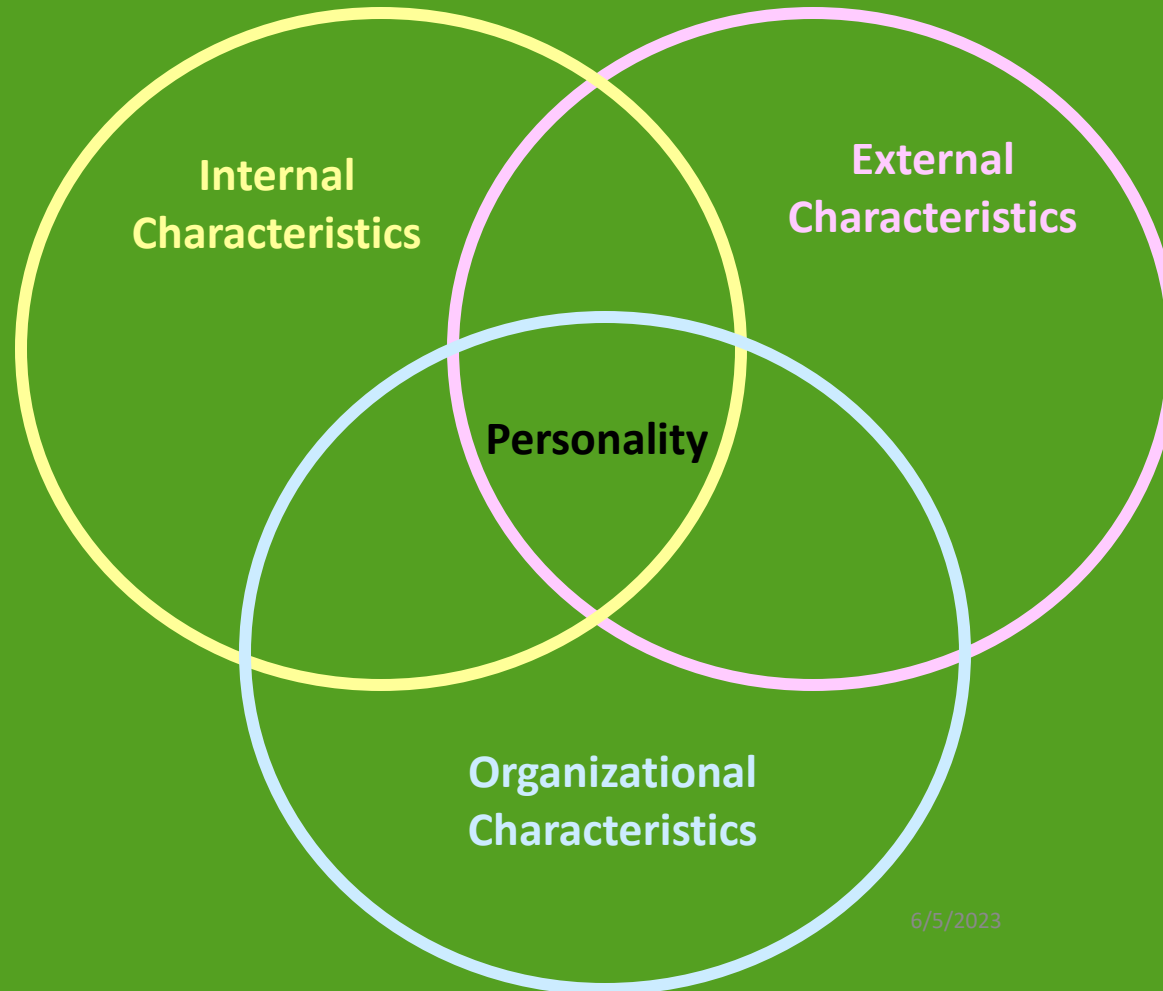 Internal
Characteristics
External
Characteristics
Personality
Organizational
Characteristics
6/5/2023